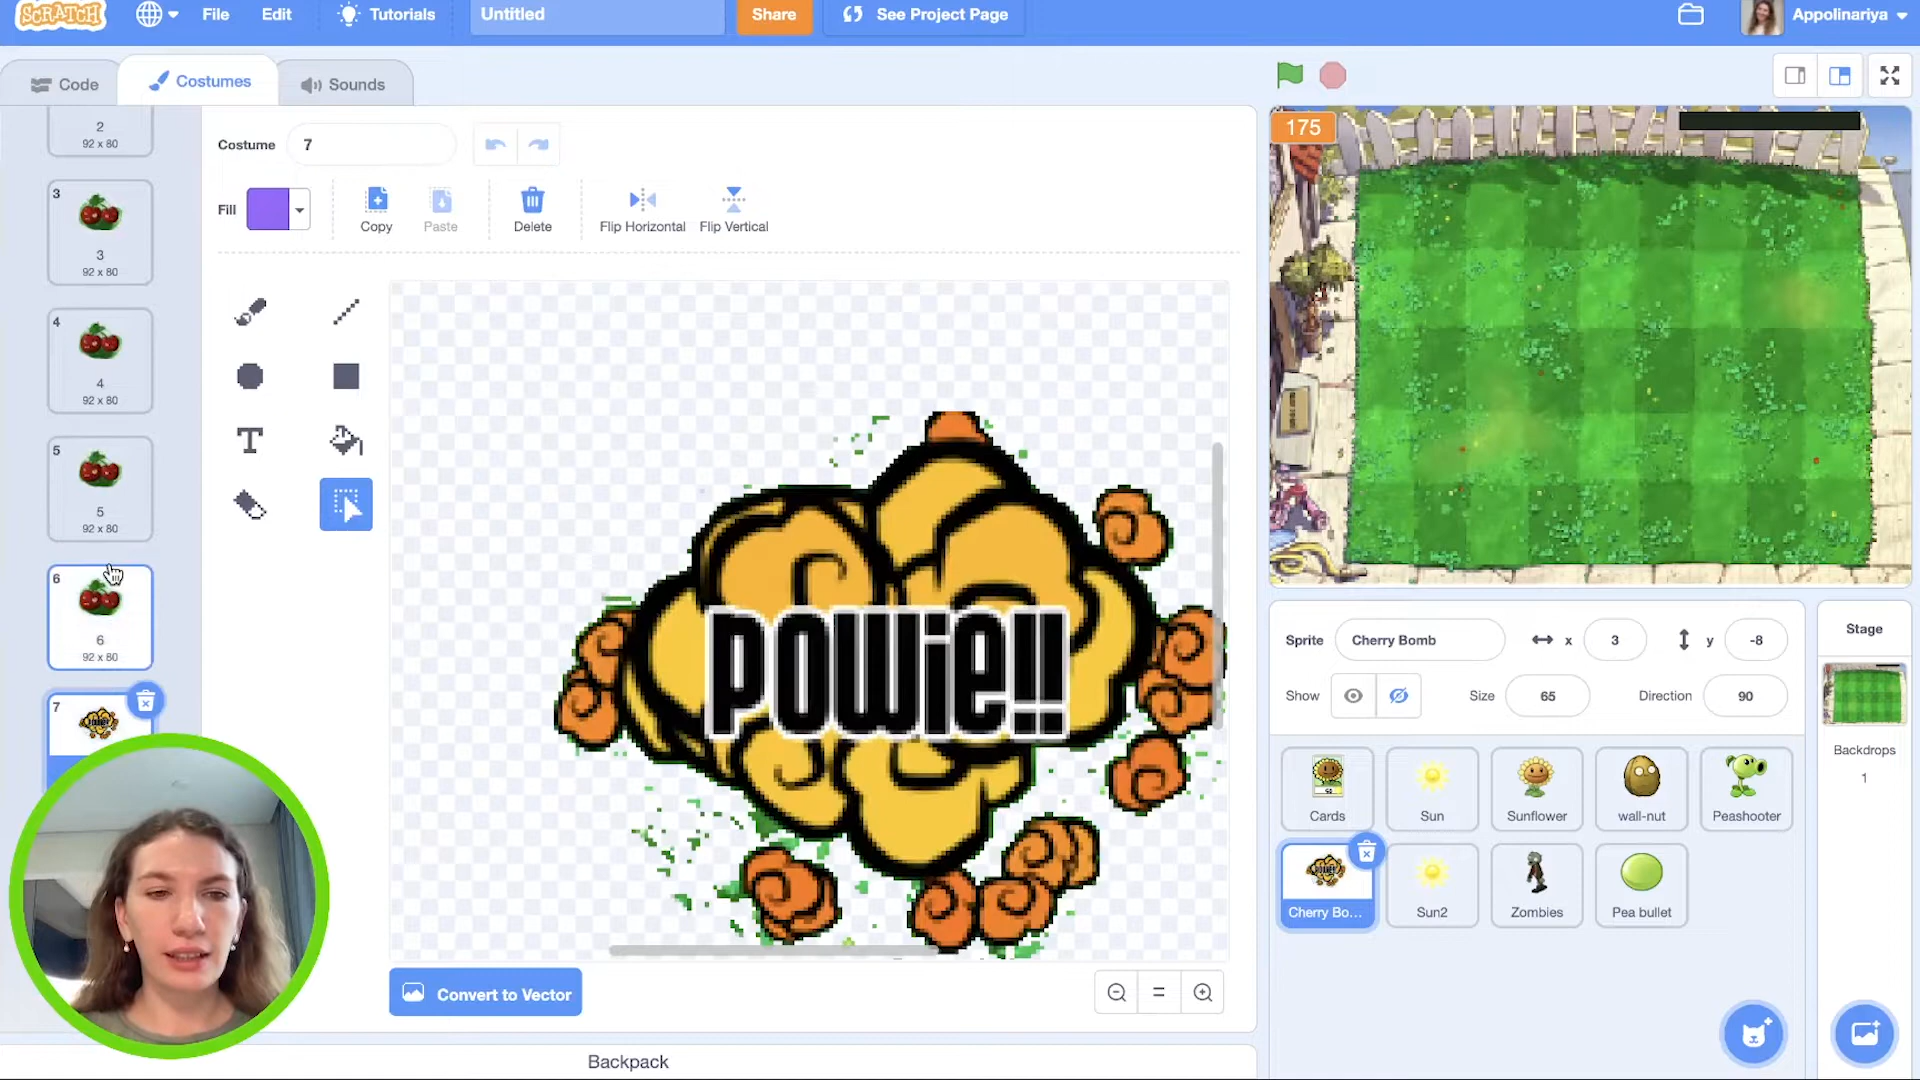 SCRATCH
File
Edit
Tutorials
Untitled
Share
See Project Page
Appolinariya
Code
Costumes
Sounds
2
92 x 80
3
3
92 x 80
4
4
92 x 80
5
5
92 x 80
6
6
92 x 80
7
Costume
7
Fill
Copy
Paste
Delete
Flip Horizontal
Flip Vertical
T
POWiE!!
Convert to Vector
=
Backpack
175
Sprite
Cherry Bomb
x
3
y
-8
Show
Size
65
Direction
90
Stage
Backdrops
1
Cards
Sun
Sunflower
wall-nut
Peashooter
Cherry Bo...
Sun2
Zombies
Pea bullet